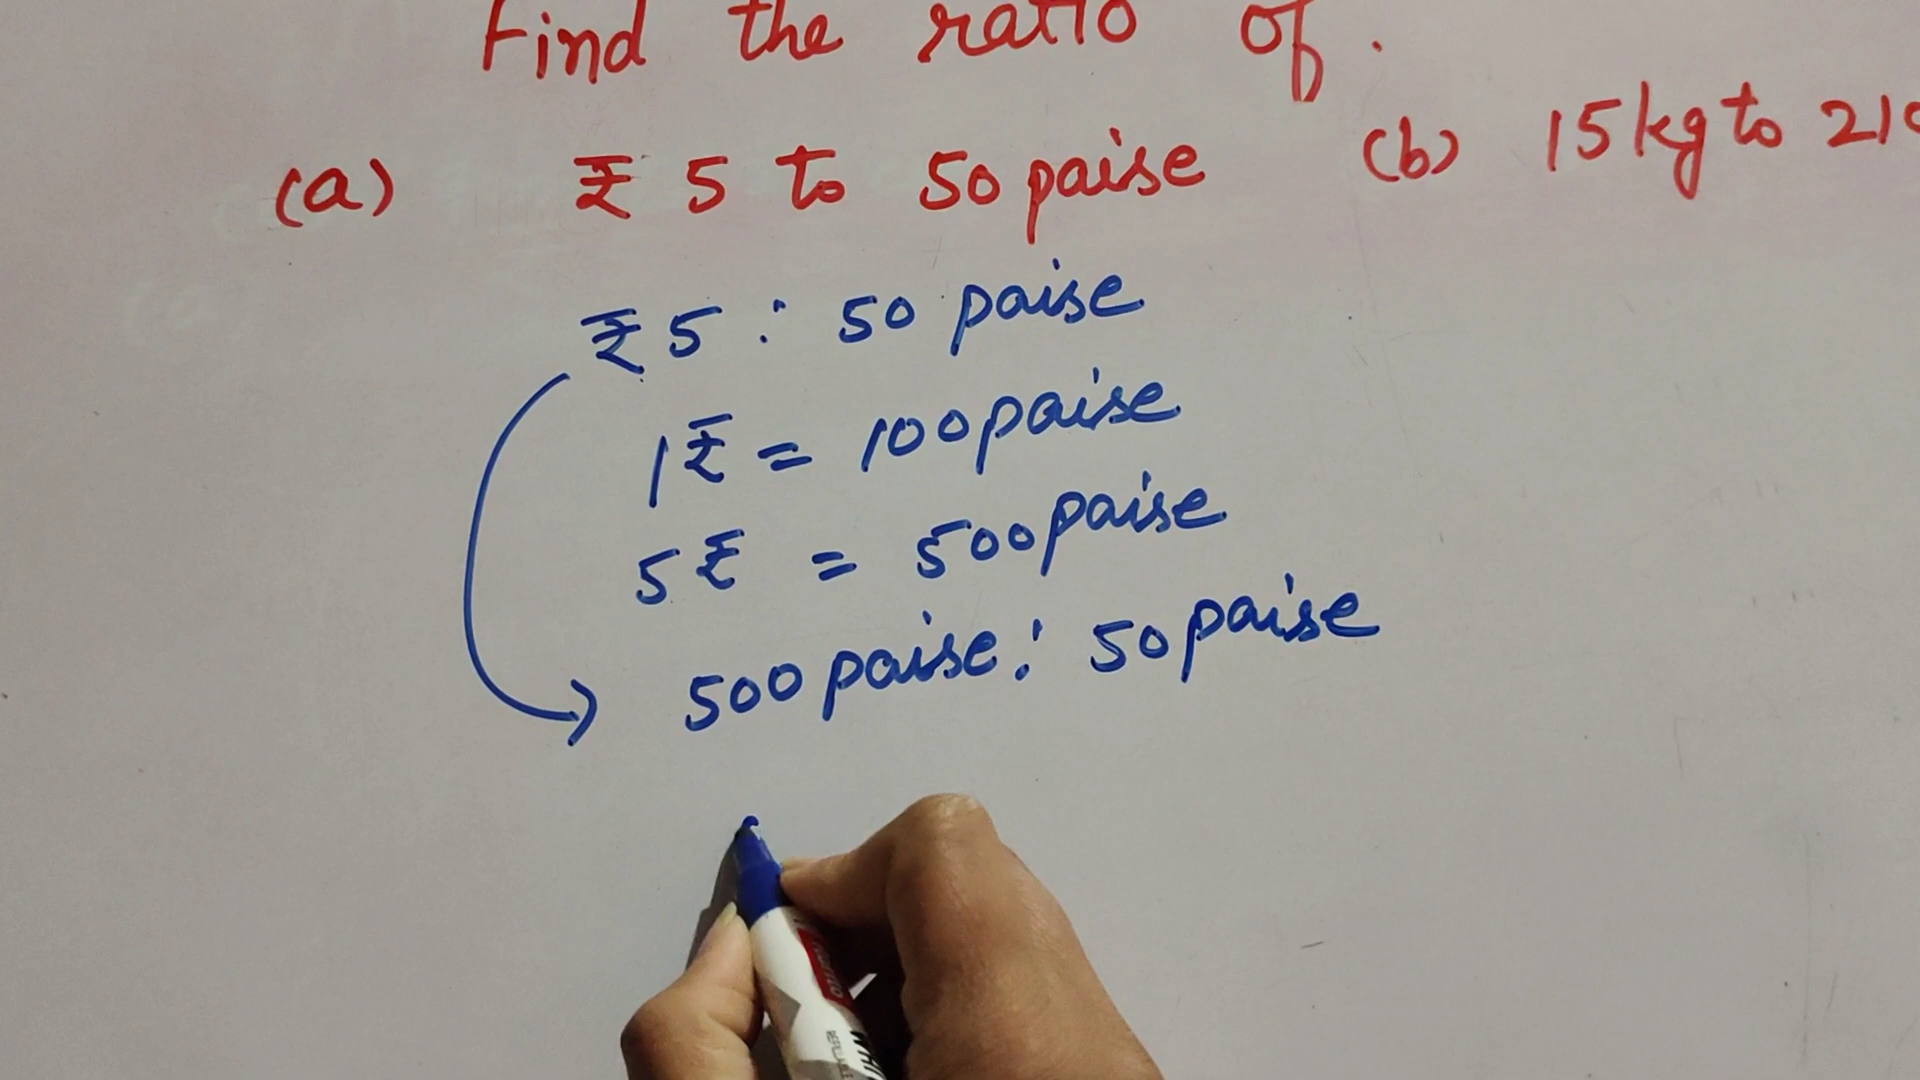 Find the ratio of.
(a) ₹ 5 to 50 paise (b) 15 kg to 210
₹ 5 : 50 paise
1₹ = 100 paise
5₹ = 500 paise
500 paise : 50 paise